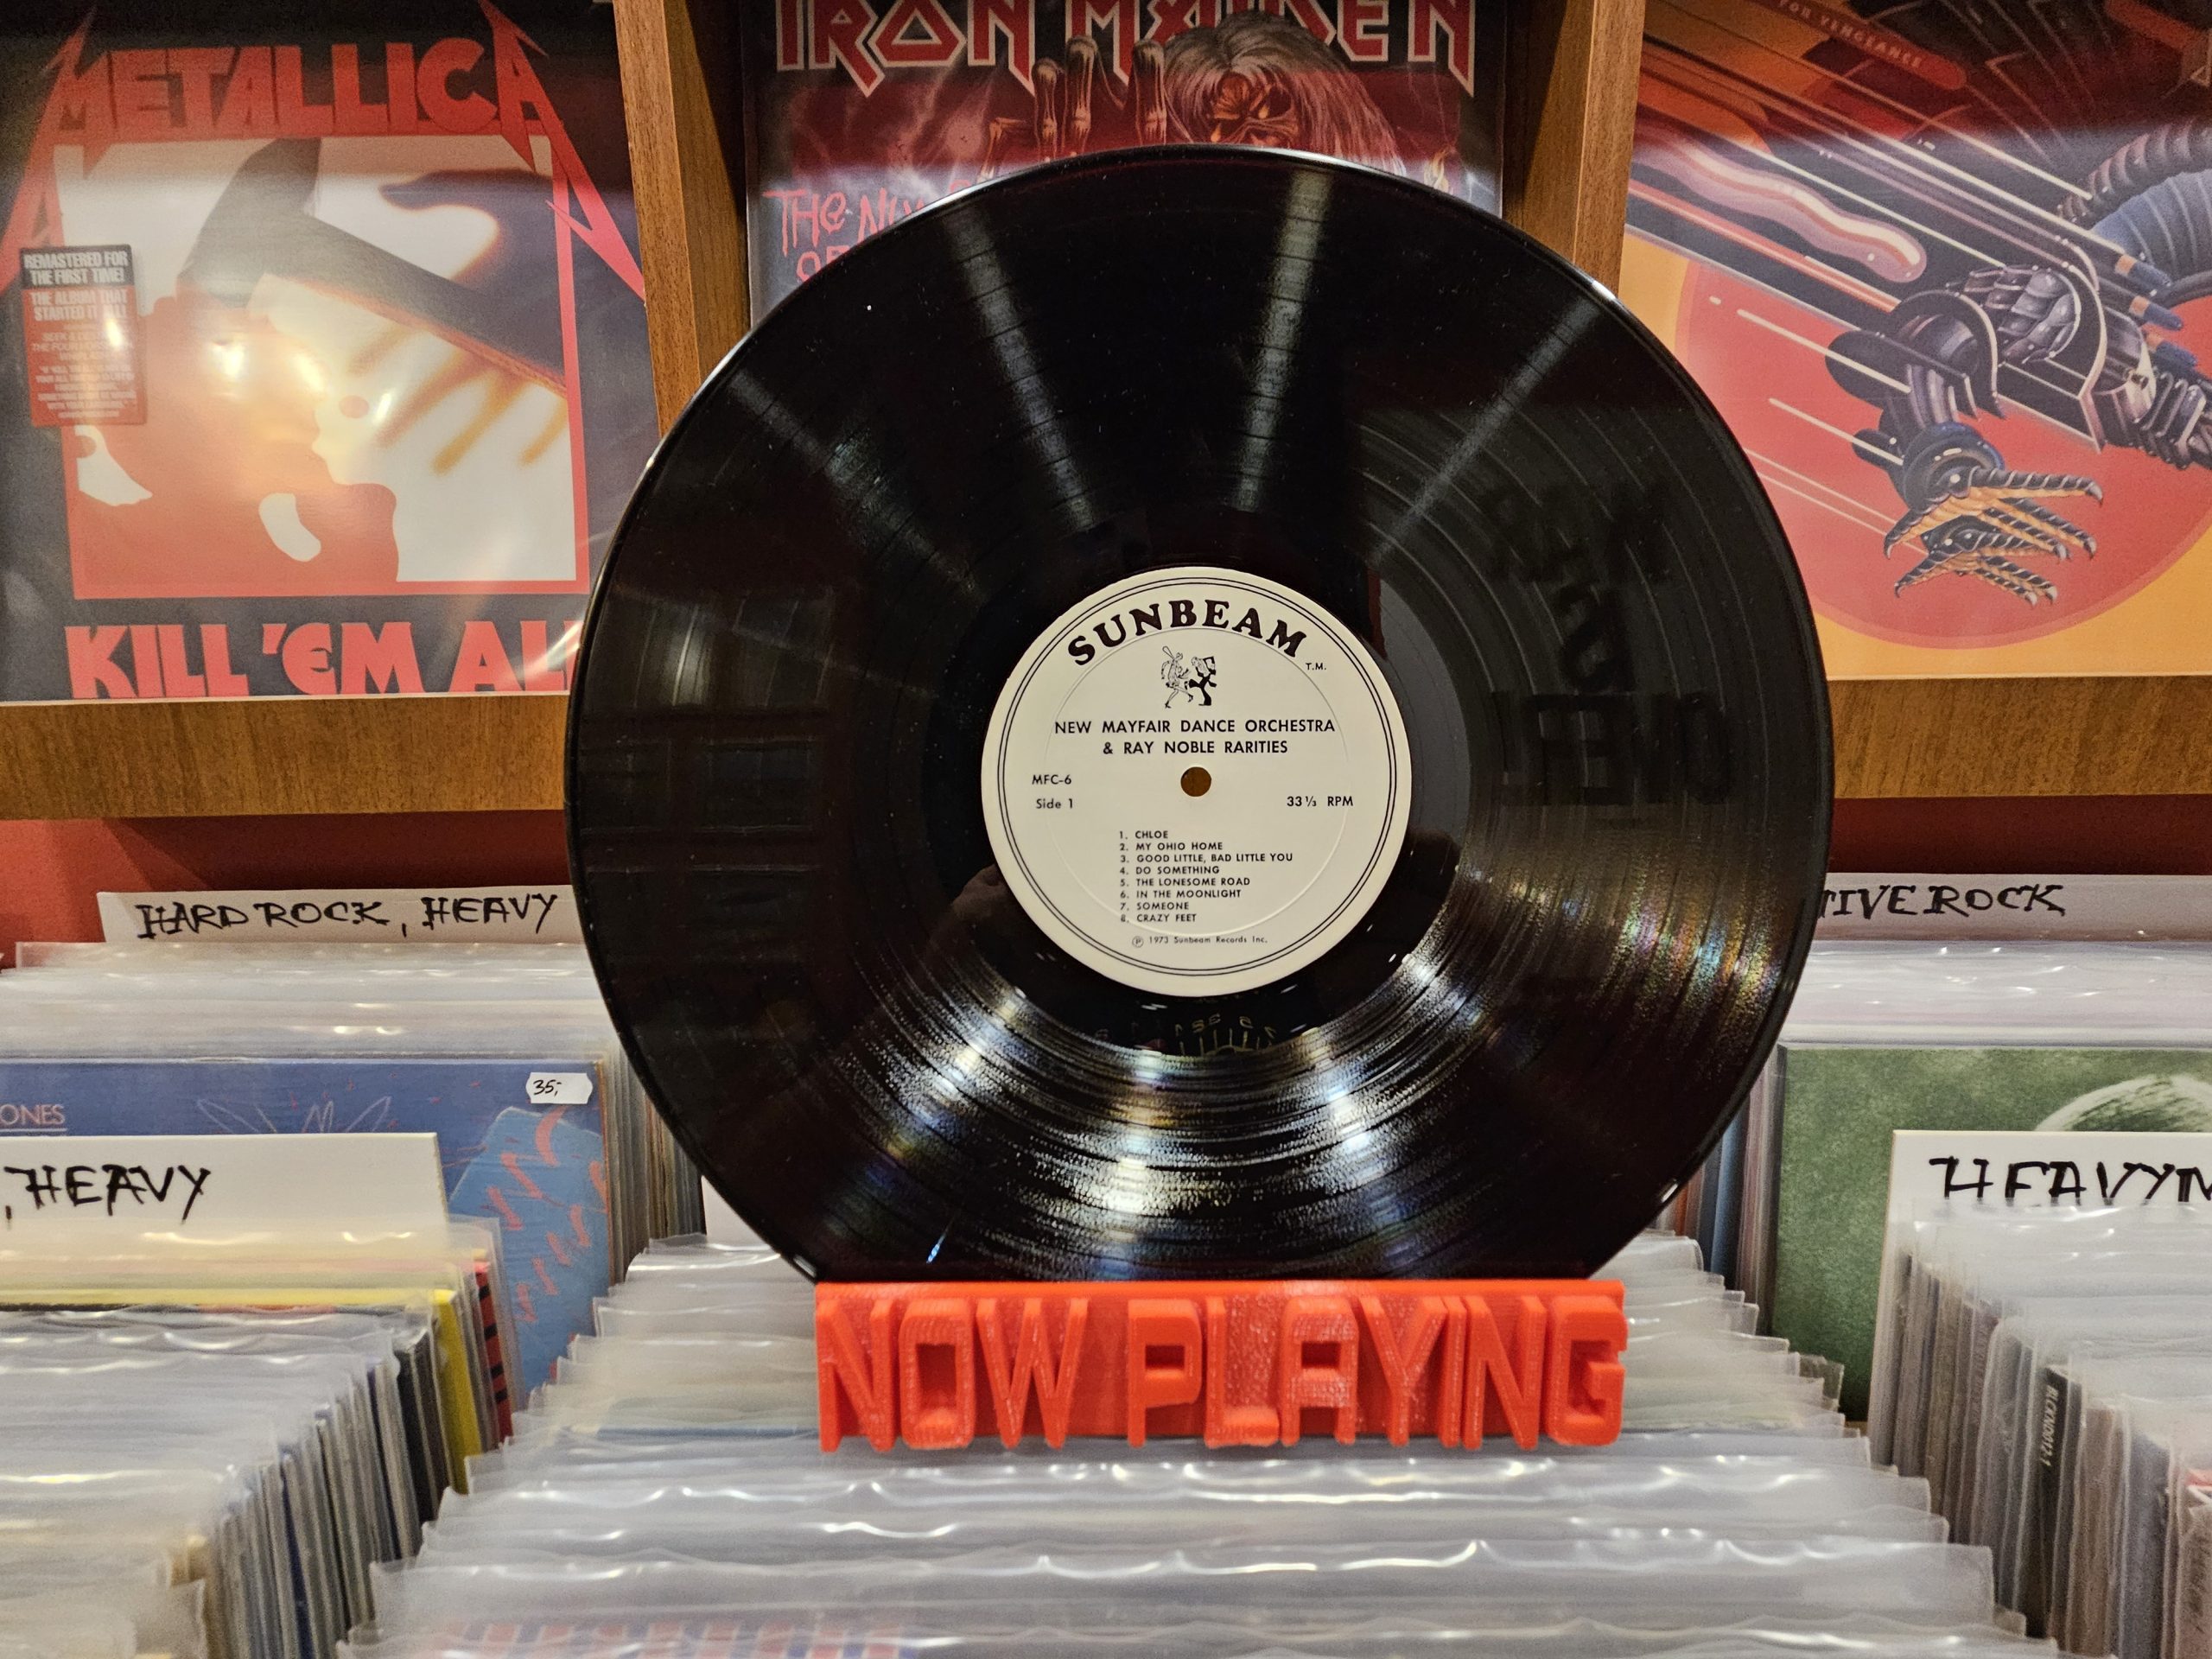 METALLICA
REMASTERED FOR
THE FIRST TIME!
THE ALBUM THAT
STARTED IT ALL!
KILL 'EM ALL
IRON MAIDEN
THE
OF
FOR VENGEANCE
SUNBEAM
T.M.
NEW MAYFAIR DANCE ORCHESTRA
& RAY NOBLE RARITIES
MFC-6
Side 1
33⅓ RPM
1. CHLOE
2. MY OHIO HOME
3. GOOD LITTLE, BAD LITTLE YOU
4. DO SOMETHING
5. THE LONESOME ROAD
6. IN THE MOONLIGHT
7. SOMEONE
8. CRAZY FEET
℗ 1973 Sunbeam Records Inc.
HARD ROCK, HEAVY
TIVE ROCK
35,-
ONES
, HEAVY
HEAVYM
NOW PLAYING